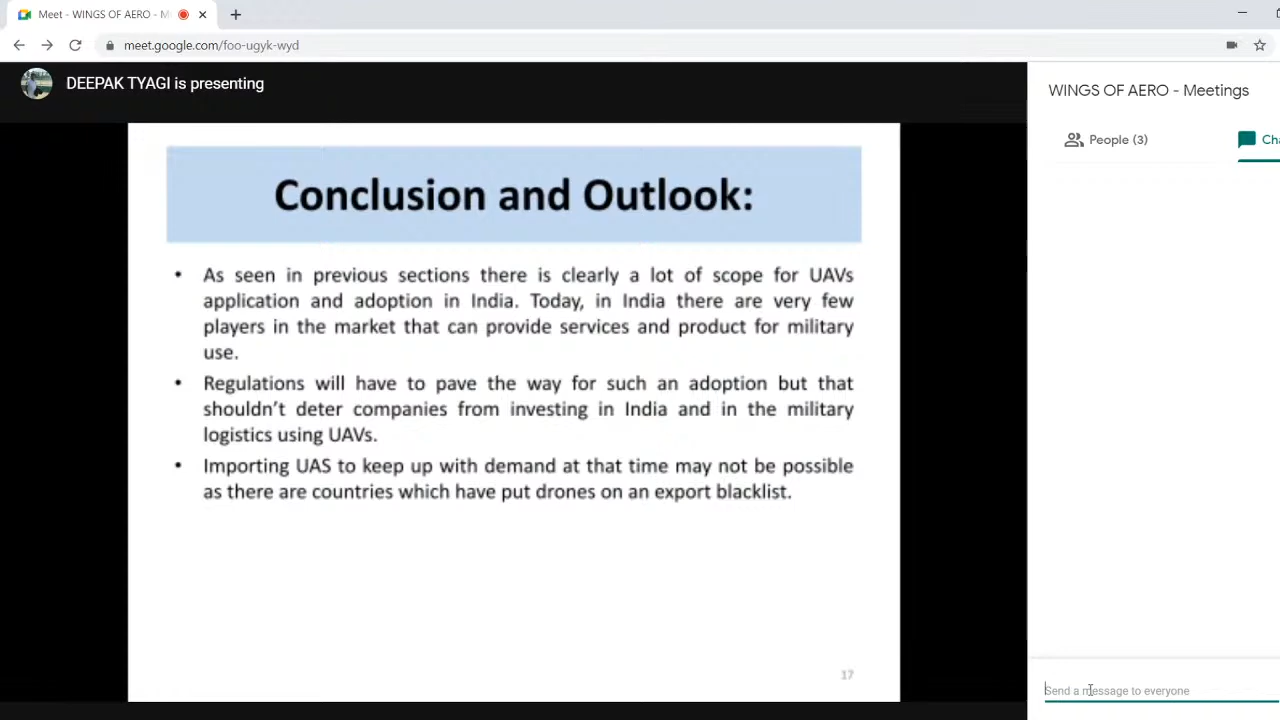 Meet - WINGS OF AERO - M
meet.google.com/foo-ugyk-wyd
DEEPAK TYAGI is presenting
WINGS OF AERO - Meetings
People (3)
Conclusion and Outlook:
• As seen in previous sections there is clearly a lot of scope for UAVs
application and adoption in India. Today, in India there are very few
players in the market that can provide services and product for military
use.
• Regulations will have to pave the way for such an adoption but that
shouldn't deter companies from investing in India and in the military
logistics using UAVs.
• Importing UAS to keep up with demand at that time may not be possible
as there are countries which have put drones on an export blacklist.
17
Send a message to everyone